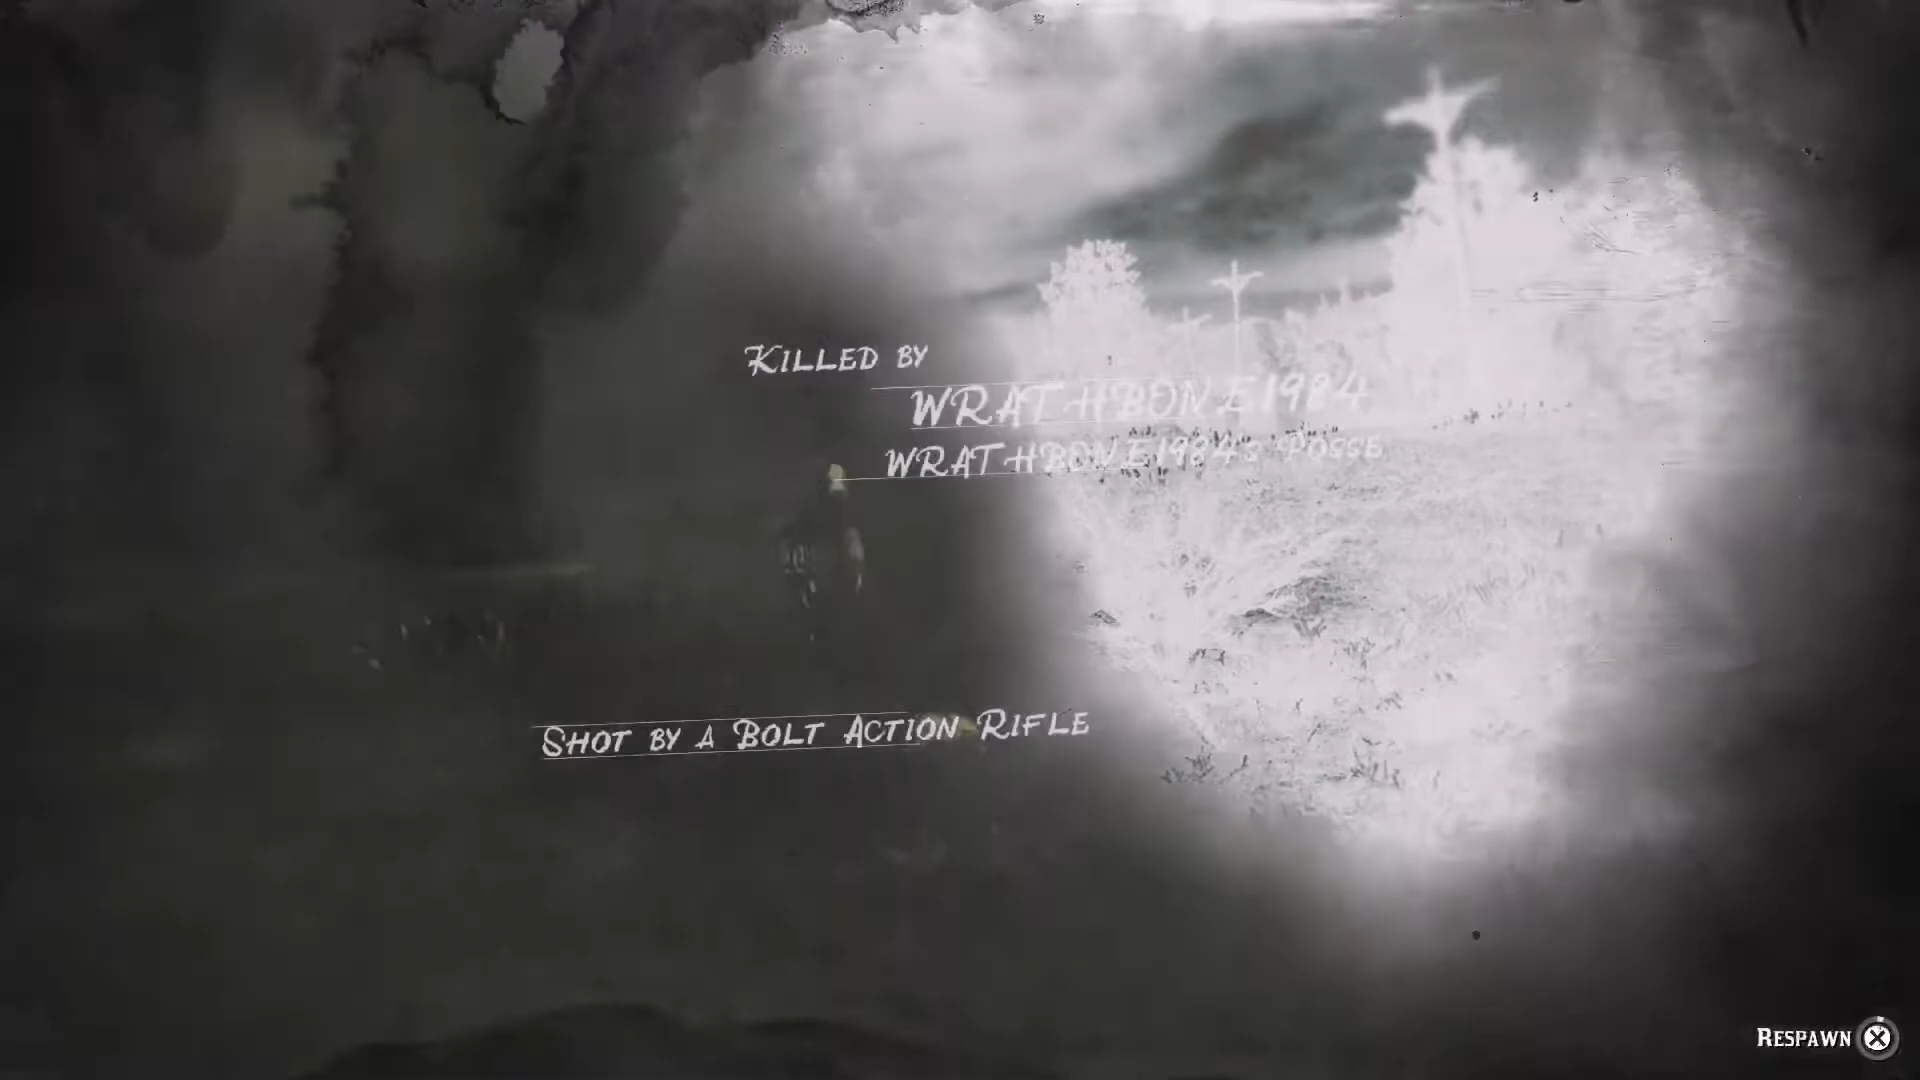 KILLED BY
WRATHBONE1984
WRATHBONE1984'S POSSE
SHOT BY A BOLT ACTION RIFLE
RESPAWN